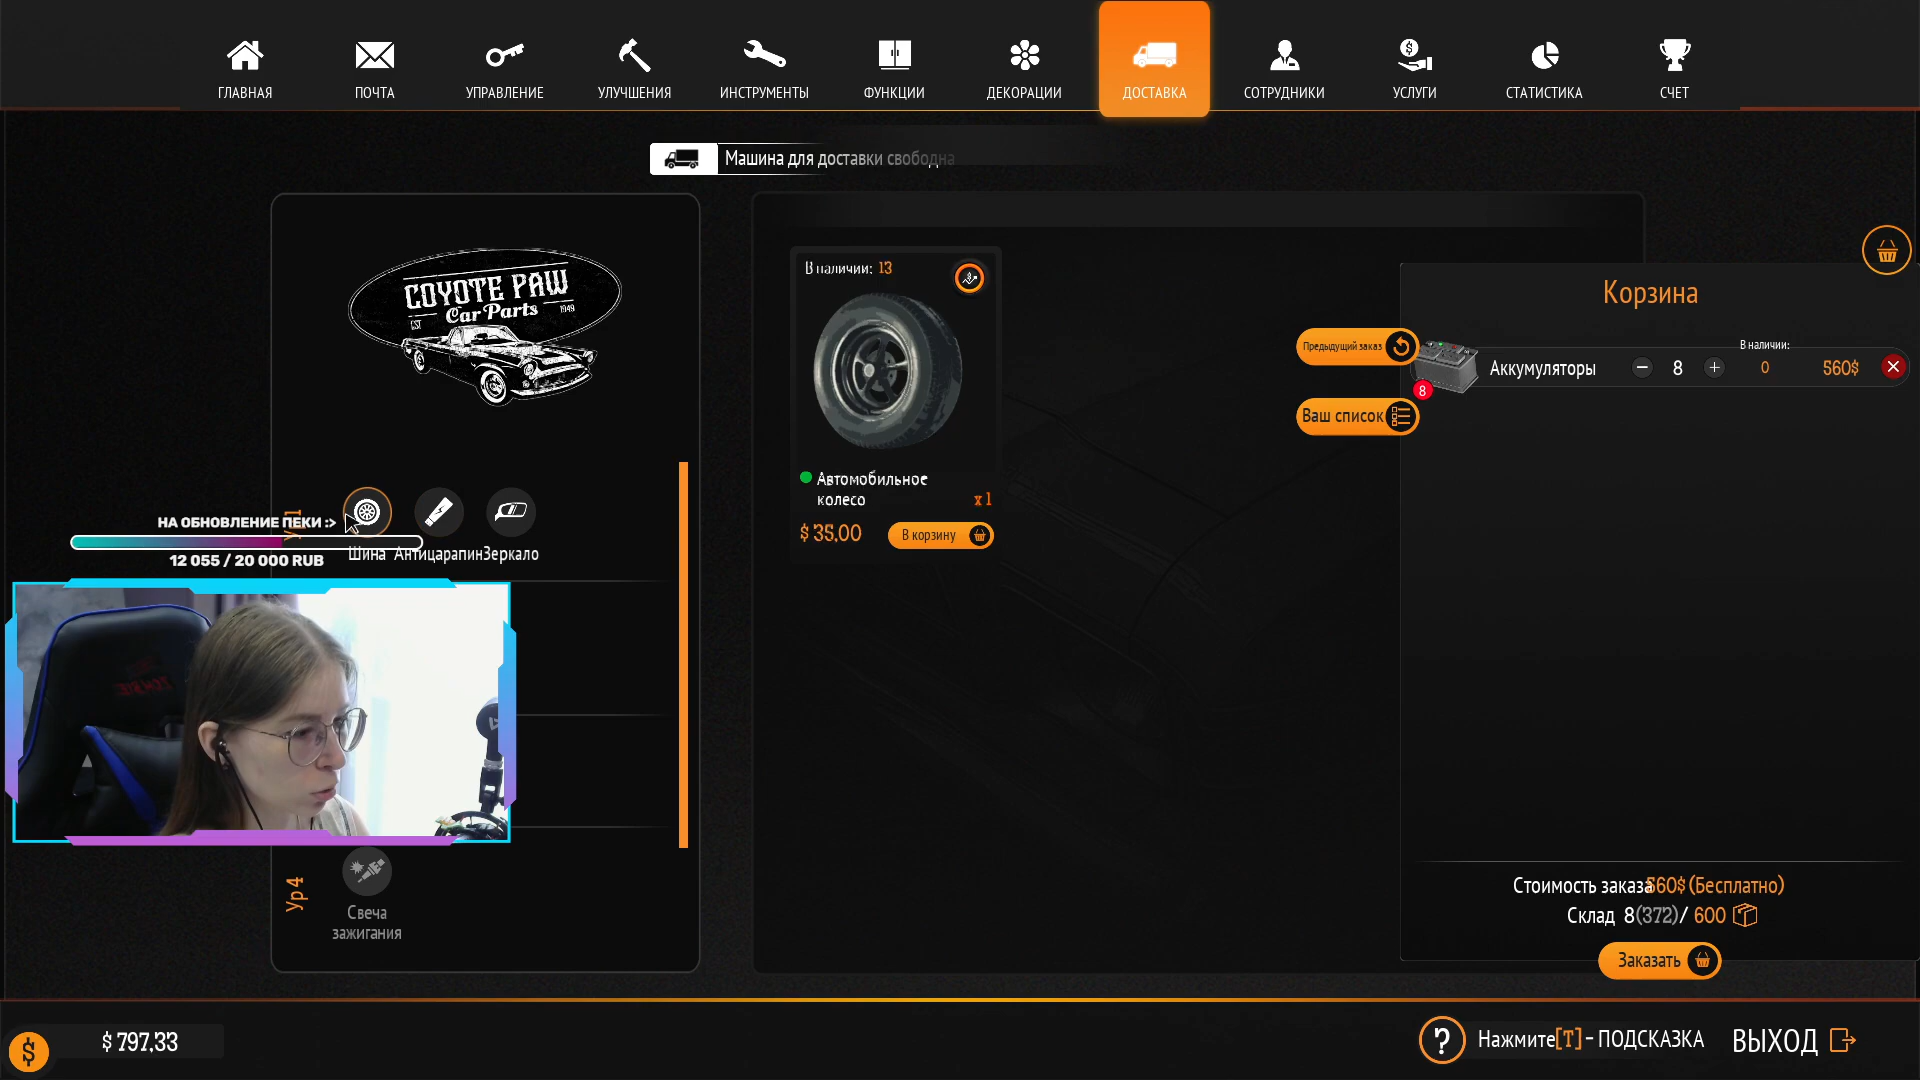 ГЛАВНАЯ
ПОЧТА
УПРАВЛЕНИЕ
УЛУЧШЕНИЯ
ИНСТРУМЕНТЫ
ФУНКЦИИ
ДЕКОРАЦИИ
ДОСТАВКА
СОТРУДНИКИ
УСЛУГИ
СТАТИСТИКА
СЧЕТ
Машина для доставки свободна
COYOTE PAW
Car Parts
EST 1949
Шина
Антицарапин
Зеркало
НА ОБНОВЛЕНИЕ ПЕКИ :>
12 055 / 20 000 RUB
Ур4
Свеча
зажигания
В наличии: 13
Автомобильное
колесо
x 1
$ 35,00
В корзину
Предыдущий заказ
Ваш список
Корзина
Аккумуляторы
8
8
В наличии:
0
560$
Стоимость заказа 560$ (Бесплатно)
Склад 8(372)/ 600
Заказать
$ 797,33
Нажмите[T] - ПОДСКАЗКА
ВЫХОД